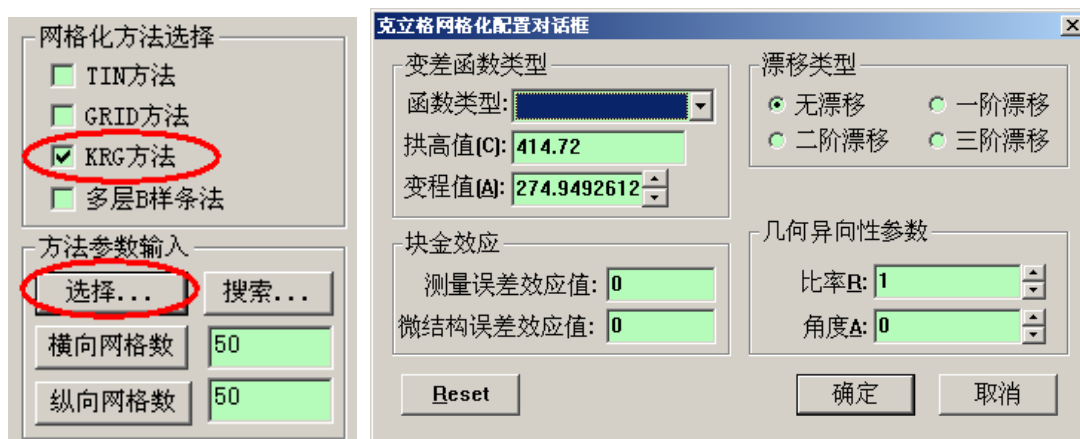 网格化方法选择
TIN方法
GRID方法
KRG方法
多层B样条法
方法参数输入
选择...
搜索...
横向网格数 50
纵向网格数 50
克立格网格化配置对话框
变差函数类型
函数类型:
拱高值(C): 414.72
变程值(A): 274.9492612
漂移类型
无漂移 一阶漂移
二阶漂移 三阶漂移
块金效应
测量误差效应值: 0
微结构误差效应值: 0
几何异向性参数
比率R: 1
角度A: 0
Reset
确定
取消